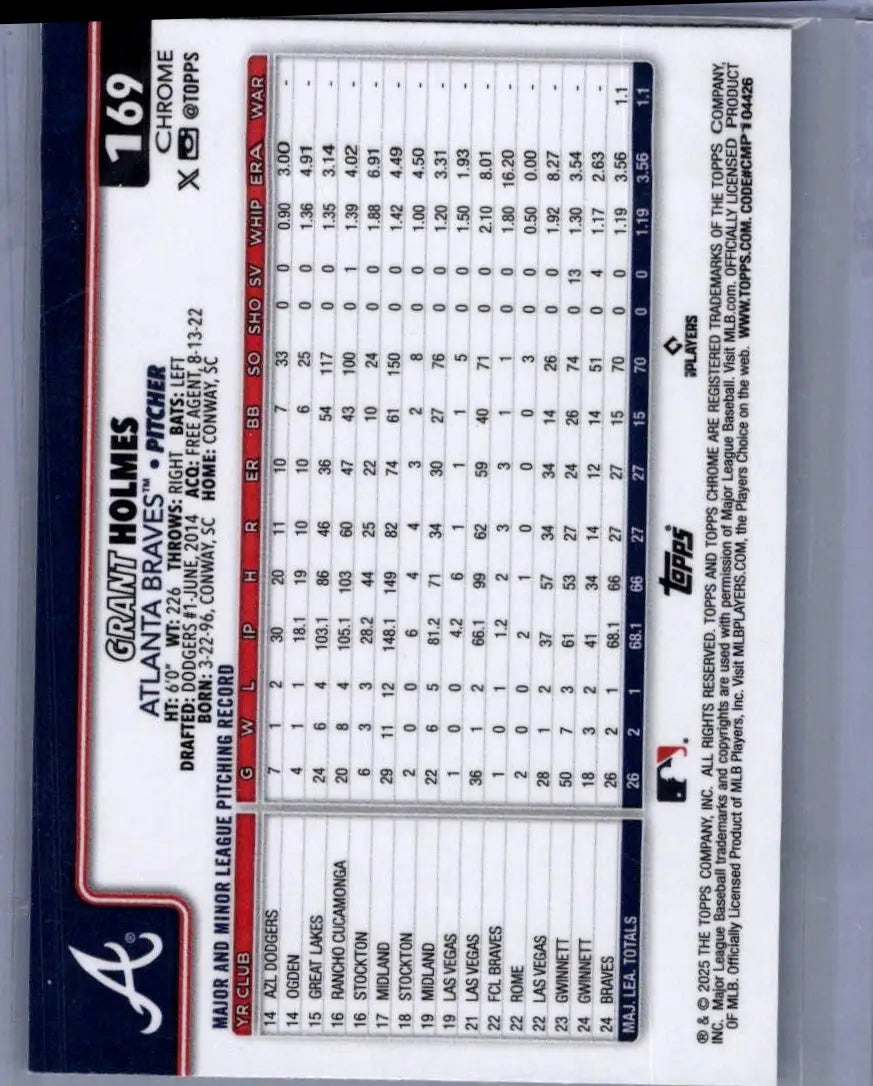 169
CHROME
@TOPPS
GRANT HOLMES
ATLANTA BRAVES™ • PITCHER
HT: 6'0" WT: 226 THROWS: RIGHT BATS: LEFT
DRAFTED: DODGERS #1-JUNE, 2014 ACQ: FREE AGENT, 8-13-22
BORN: 3-22-96, CONWAY, SC HOME: CONWAY, SC
A®
MAJOR AND MINOR LEAGUE PITCHING RECORD
YR CLUB G W L IP H R ER BB SO SHO SV WHIP ERA WAR
14 AZL DODGERS 7 1 2 30 20 11 10 7 33 0 0 0.90 3.00 -
14 OGDEN 4 1 1 18.1 19 10 10 6 25 0 0 1.36 4.91 -
15 GREAT LAKES 24 6 4 103.1 86 46 36 54 117 0 0 1.35 3.14 -
16 RANCHO CUCAMONGA 20 8 4 105.1 103 60 47 43 100 0 1 1.39 4.02 -
16 STOCKTON 6 3 3 28.2 44 25 22 10 24 0 0 1.88 6.91 -
17 MIDLAND 29 11 12 148.1 149 82 74 61 150 0 0 1.42 4.49 -
18 STOCKTON 2 0 0 6 4 4 3 2 8 0 0 1.00 4.50 -
19 MIDLAND 22 6 5 81.2 71 34 30 27 76 0 0 1.20 3.31 -
19 LAS VEGAS 1 0 0 4.2 6 1 1 1 5 0 0 1.50 1.93 -
21 LAS VEGAS 36 1 2 66.1 99 62 59 40 71 0 0 2.10 8.01 -
22 FCL BRAVES 1 0 1 1.2 2 3 3 1 1 0 0 1.80 16.20 -
22 ROME 2 0 0 2 1 0 0 0 3 0 0 0.50 0.00 -
22 LAS VEGAS 28 1 2 37 57 34 34 14 26 0 0 1.92 8.27 -
23 GWINNETT 50 7 3 61 53 27 24 26 74 0 13 1.30 3.54 -
24 GWINNETT 18 3 2 41 34 14 12 14 51 0 4 1.17 2.63 -
24 BRAVES 26 2 1 68.1 66 27 27 15 70 0 0 1.19 3.56 1.1
MAJ. LEA. TOTALS 26 2 1 68.1 66 27 27 15 70 0 0 1.19 3.56 1.1
topps® PLAYERS
® & © 2025 THE TOPPS COMPANY, INC. ALL RIGHTS RESERVED. TOPPS AND TOPPS CHROME ARE REGISTERED TRADEMARKS OF THE TOPPS COMPANY,
INC. Major League Baseball trademarks and copyrights are used with permission of Major League Baseball. Visit MLB.com. OFFICIALLY LICENSED PRODUCT
OF MLB. Officially Licensed Product of MLB Players, Inc. Visit MLBPLAYERS.COM, the Players Choice on the web. WWW.TOPPS.COM. CODE#CMP104426